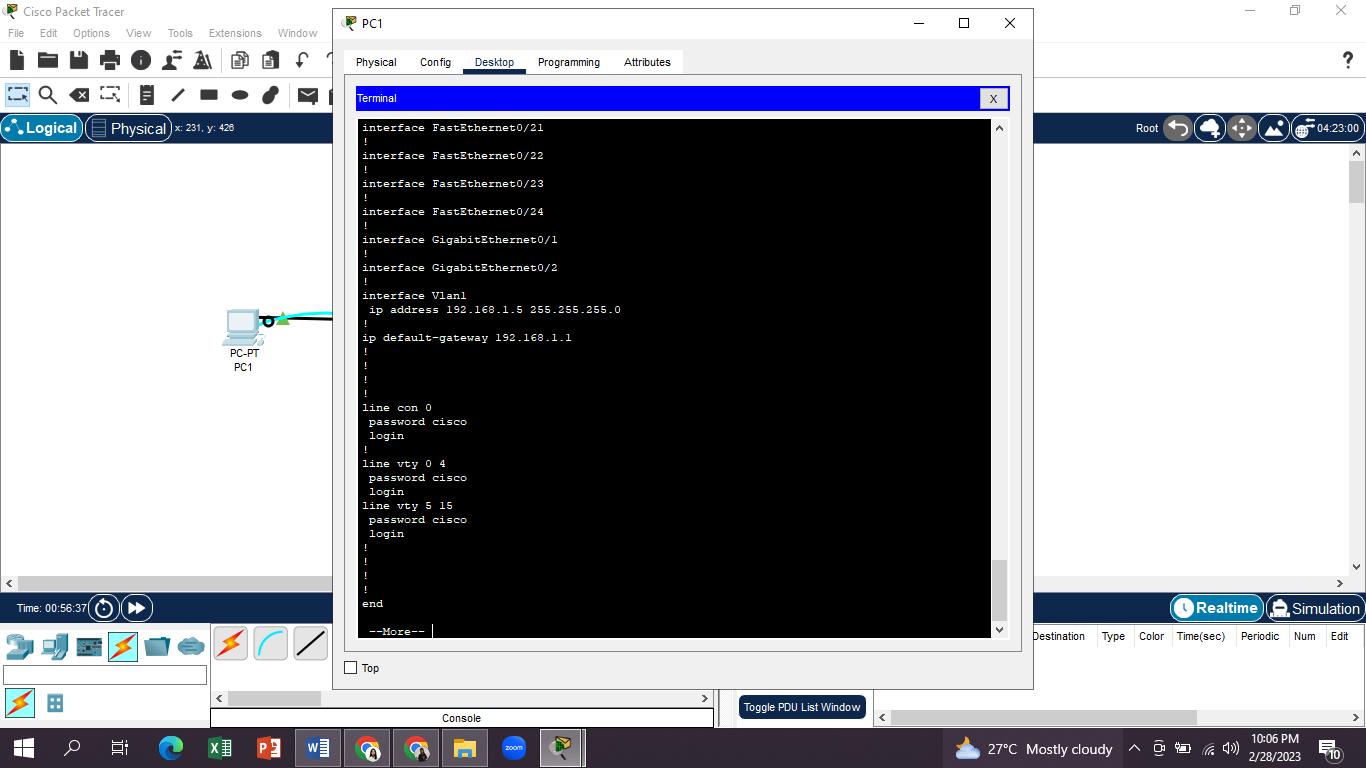 Cisco Packet Tracer
File Edit Options View Tools Extensions Window
Logical Physical x: 231, y: 426
Root 04:23:00
PC-PT
PC1
PC1
Physical Config Desktop Programming Attributes
Terminal X
interface FastEthernet0/21
!
interface FastEthernet0/22
!
interface FastEthernet0/23
!
interface FastEthernet0/24
!
interface GigabitEthernet0/1
!
interface GigabitEthernet0/2
!
interface Vlan1
ip address 192.168.1.5 255.255.255.0
!
ip default-gateway 192.168.1.1
!
!
!
!
line con 0
password cisco
login
!
line vty 0 4
password cisco
login
line vty 5 15
password cisco
login
!
!
!
!
end
--More--
Top
Time: 00:56:37
Realtime Simulation
Destination Type Color Time(sec) Periodic Num Edit
Toggle PDU List Window
Console
zoom
27°C Mostly cloudy
10:06 PM
2/28/2023
10